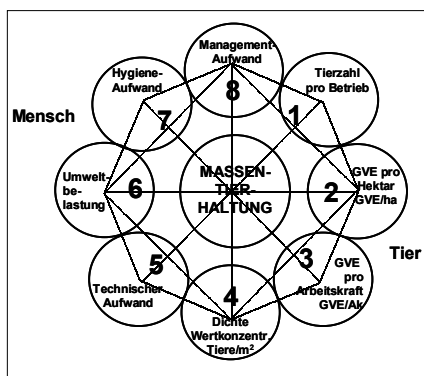 Management-
Aufwand
8
Hygiene-
Aufwand
7
Tierzahl
pro Betrieb
1
Mensch
Umwelt-
be-
lastung
6
MASSEN-
TIER-
HALTUNG
2
GVE pro
Hektar
GVE/ha
Tier
5
Technischer
Aufwand
4
Dichte
Wertkonzentr,
Tiere/m²
3
GVE
pro
Arbeitskraft
GVE/Ak